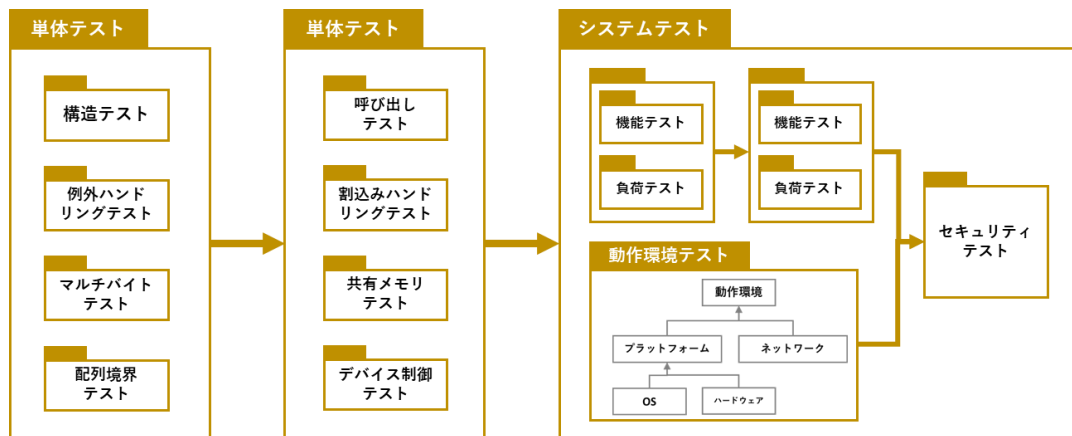 単体テスト
構造テスト
例外ハンド
リングテスト
マルチバイト
テスト
配列境界
テスト
単体テスト
呼び出し
テスト
割込みハンド
リングテスト
共有メモリ
テスト
デバイス制御
テスト
システムテスト
機能テスト
負荷テスト
機能テスト
負荷テスト
動作環境テスト
動作環境
プラットフォーム
ネットワーク
OS
ハードウェア
セキュリティ
テスト